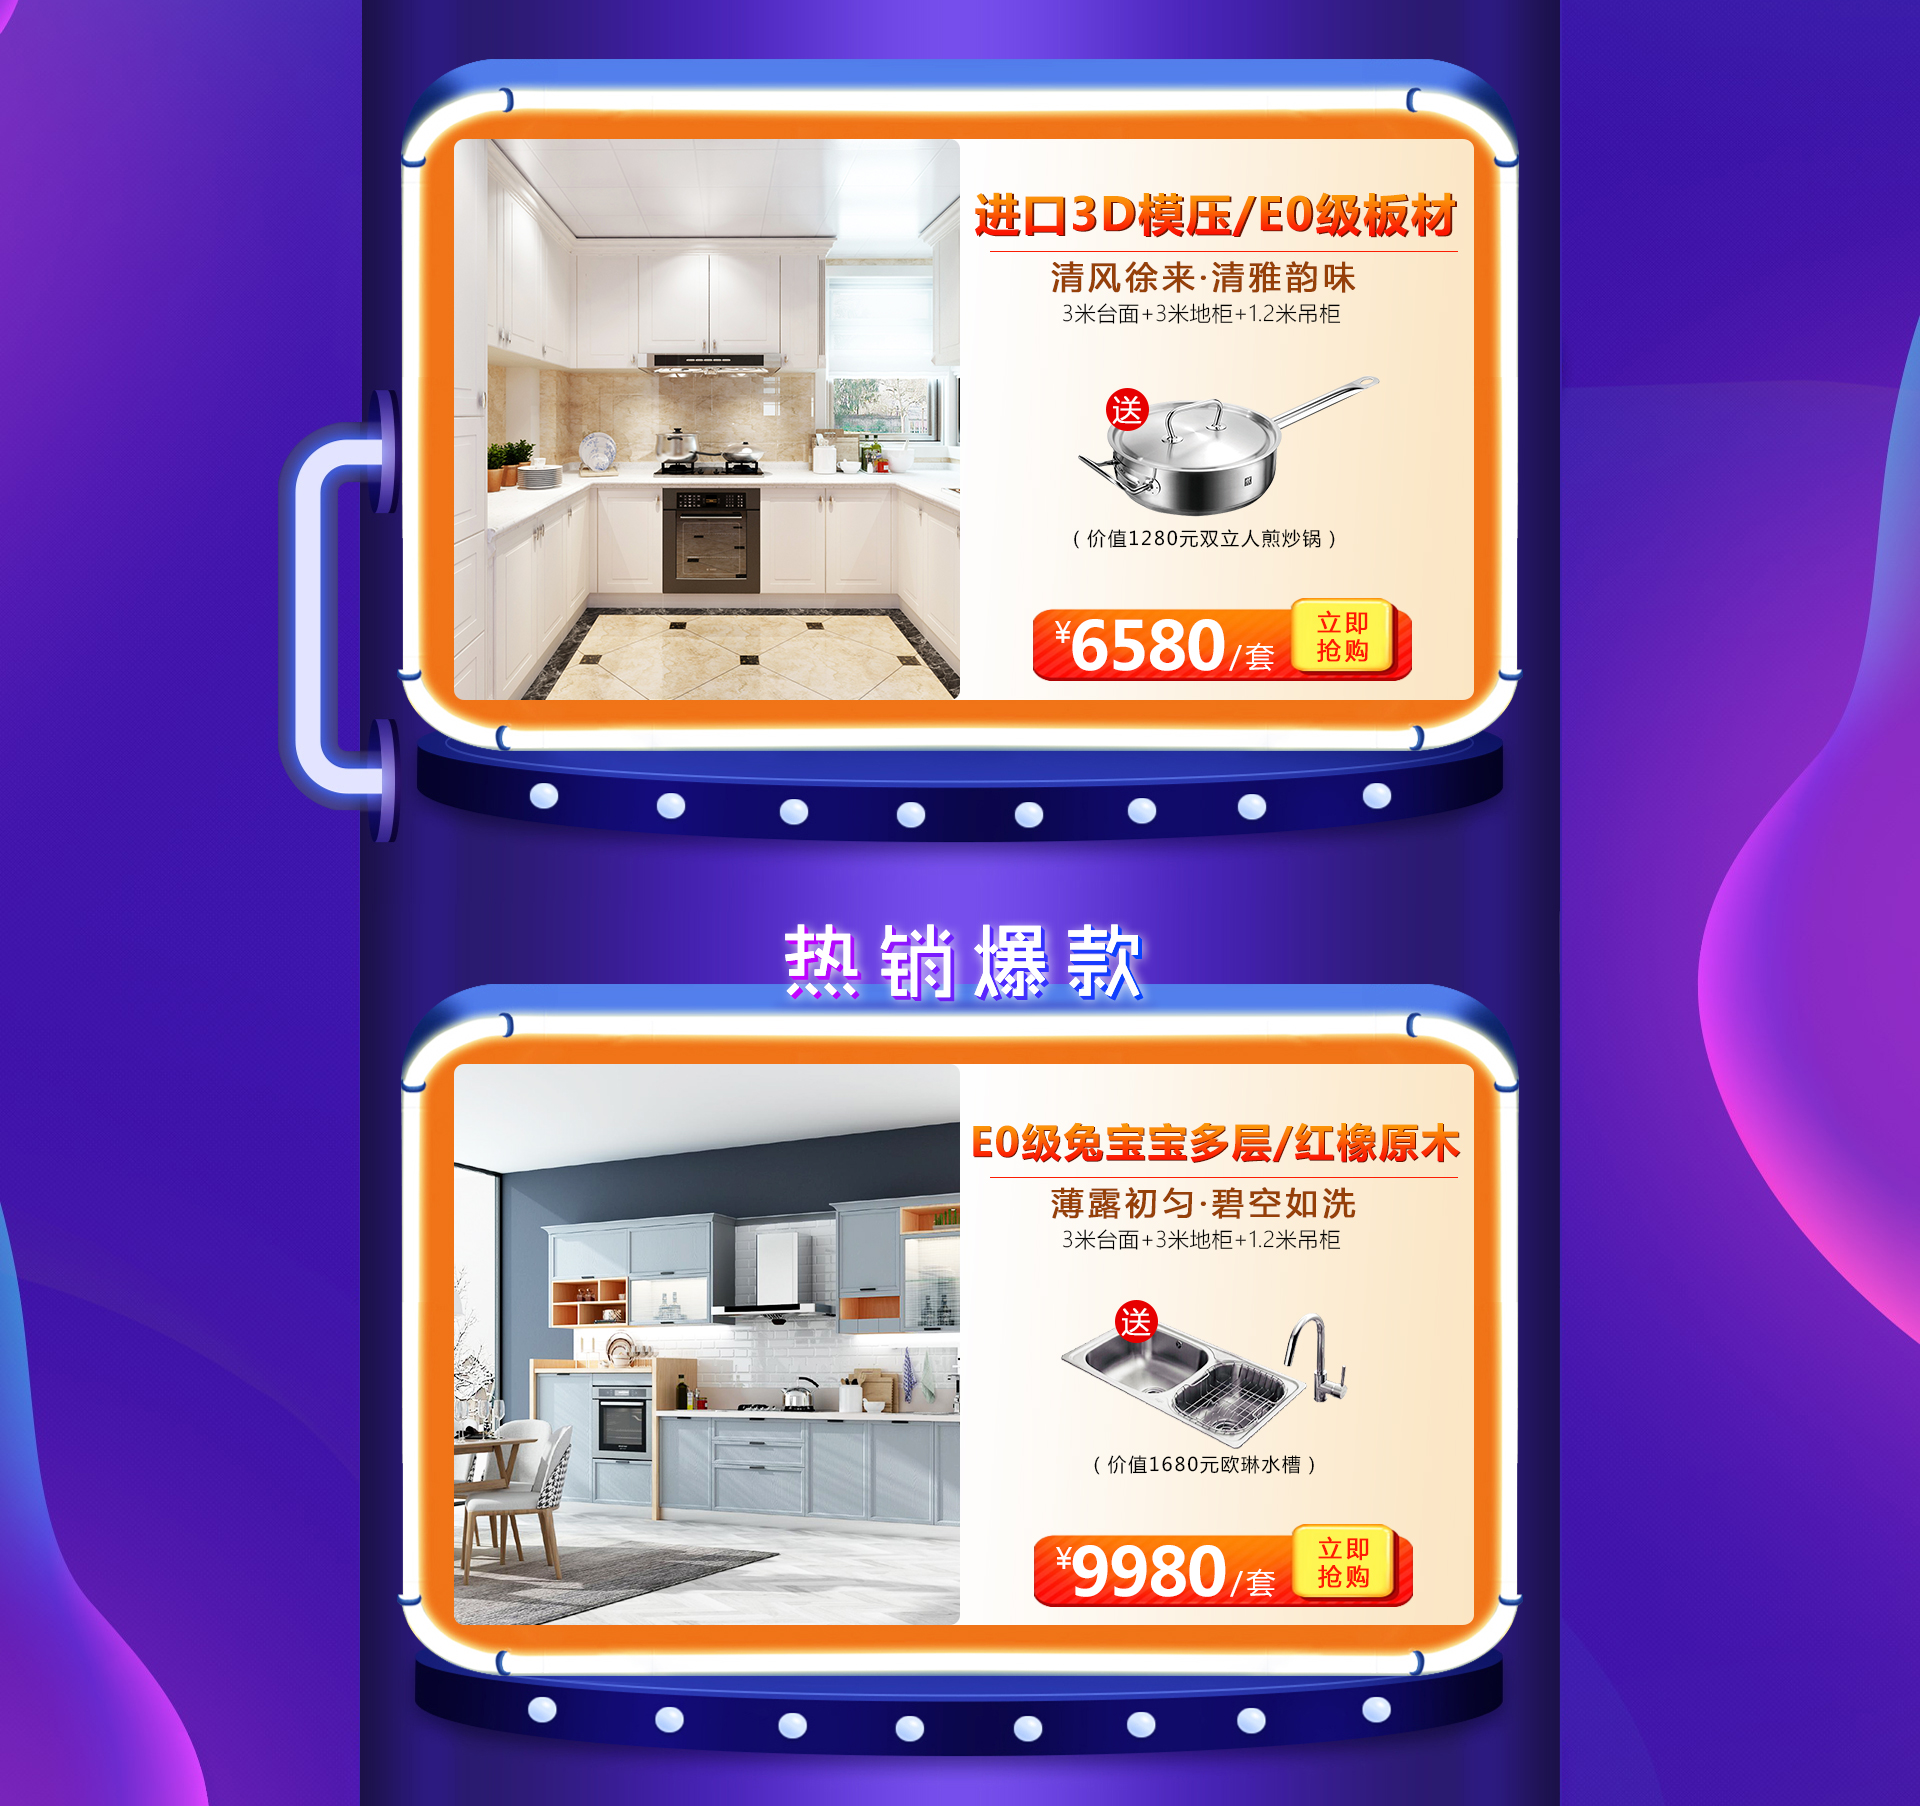 进口3D模压/E0级板材
清风徐来·清雅韵味
3米台面+3米地柜+1.2米吊柜
送
（价值1280元双立人煎炒锅）
¥6580/套
立即
抢购
热销爆款
E0级兔宝宝多层/红橡原木
薄露初匀·碧空如洗
3米台面+3米地柜+1.2米吊柜
送
（价值1680元欧琳水槽）
¥9980/套
立即
抢购